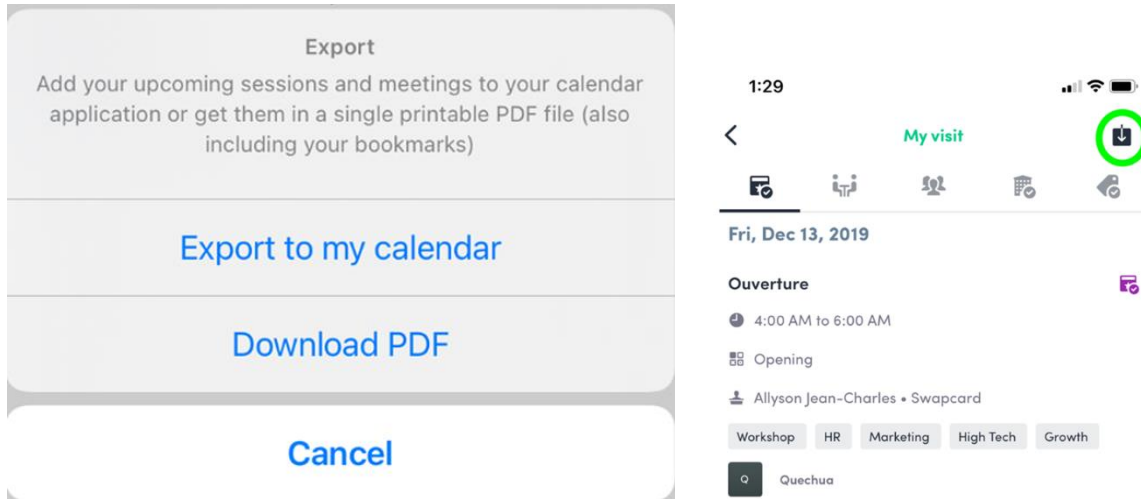 Export
Add your upcoming sessions and meetings to your calendar
application or get them in a single printable PDF file (also
including your bookmarks)
Export to my calendar
Download PDF
Cancel
1:29
My visit
Fri, Dec 13, 2019
Ouverture
4:00 AM to 6:00 AM
Opening
Allyson Jean-Charles • Swapcard
Workshop HR Marketing High Tech Growth
Q Quechua